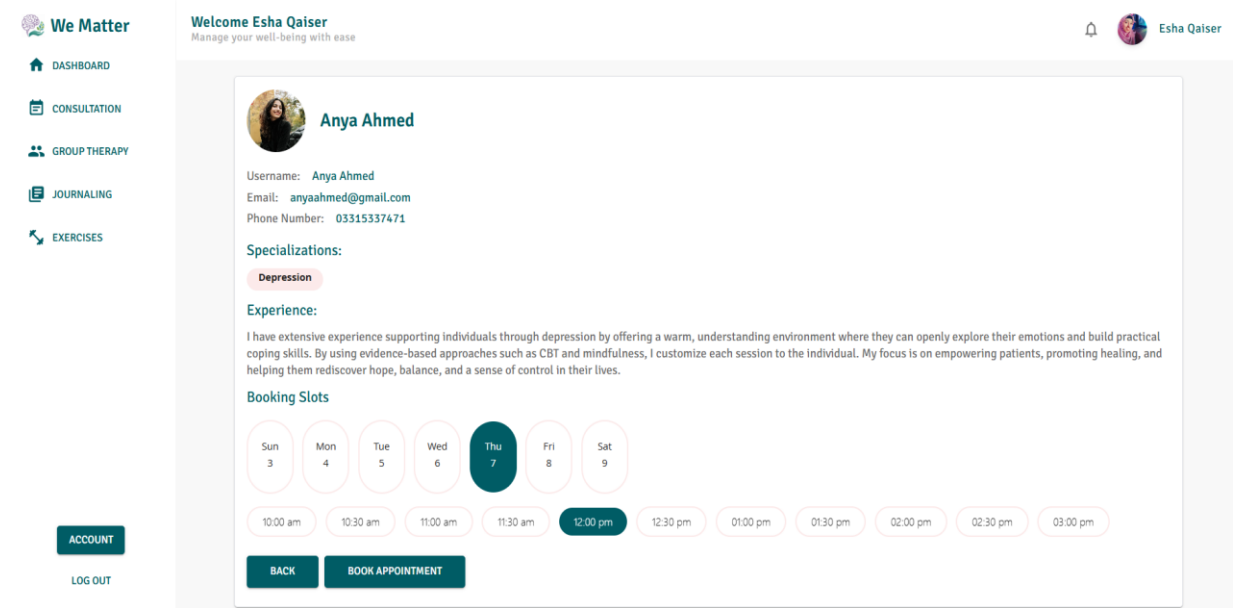 We Matter
DASHBOARD
CONSULTATION
GROUP THERAPY
JOURNALING
EXERCISES
ACCOUNT
LOG OUT
Welcome Esha Qaiser
Manage your well-being with ease
Esha Qaiser
Anya Ahmed
Username: Anya Ahmed
Email: anyaahmed@gmail.com
Phone Number: 03315337471
Specializations:
Depression
Experience:
I have extensive experience supporting individuals through depression by offering a warm, understanding environment where they can openly explore their emotions and build practical
coping skills. By using evidence-based approaches such as CBT and mindfulness, I customize each session to the individual. My focus is on empowering patients, promoting healing, and
helping them rediscover hope, balance, and a sense of control in their lives.
Booking Slots
Sun Mon Tue Wed Thu Fri Sat
3 4 5 6 7 8 9
10:00 am 10:30 am 11:00 am 11:30 am 12:00 pm 12:30 pm 01:00 pm 01:30 pm 02:00 pm 02:30 pm 03:00 pm
BACK BOOK APPOINTMENT